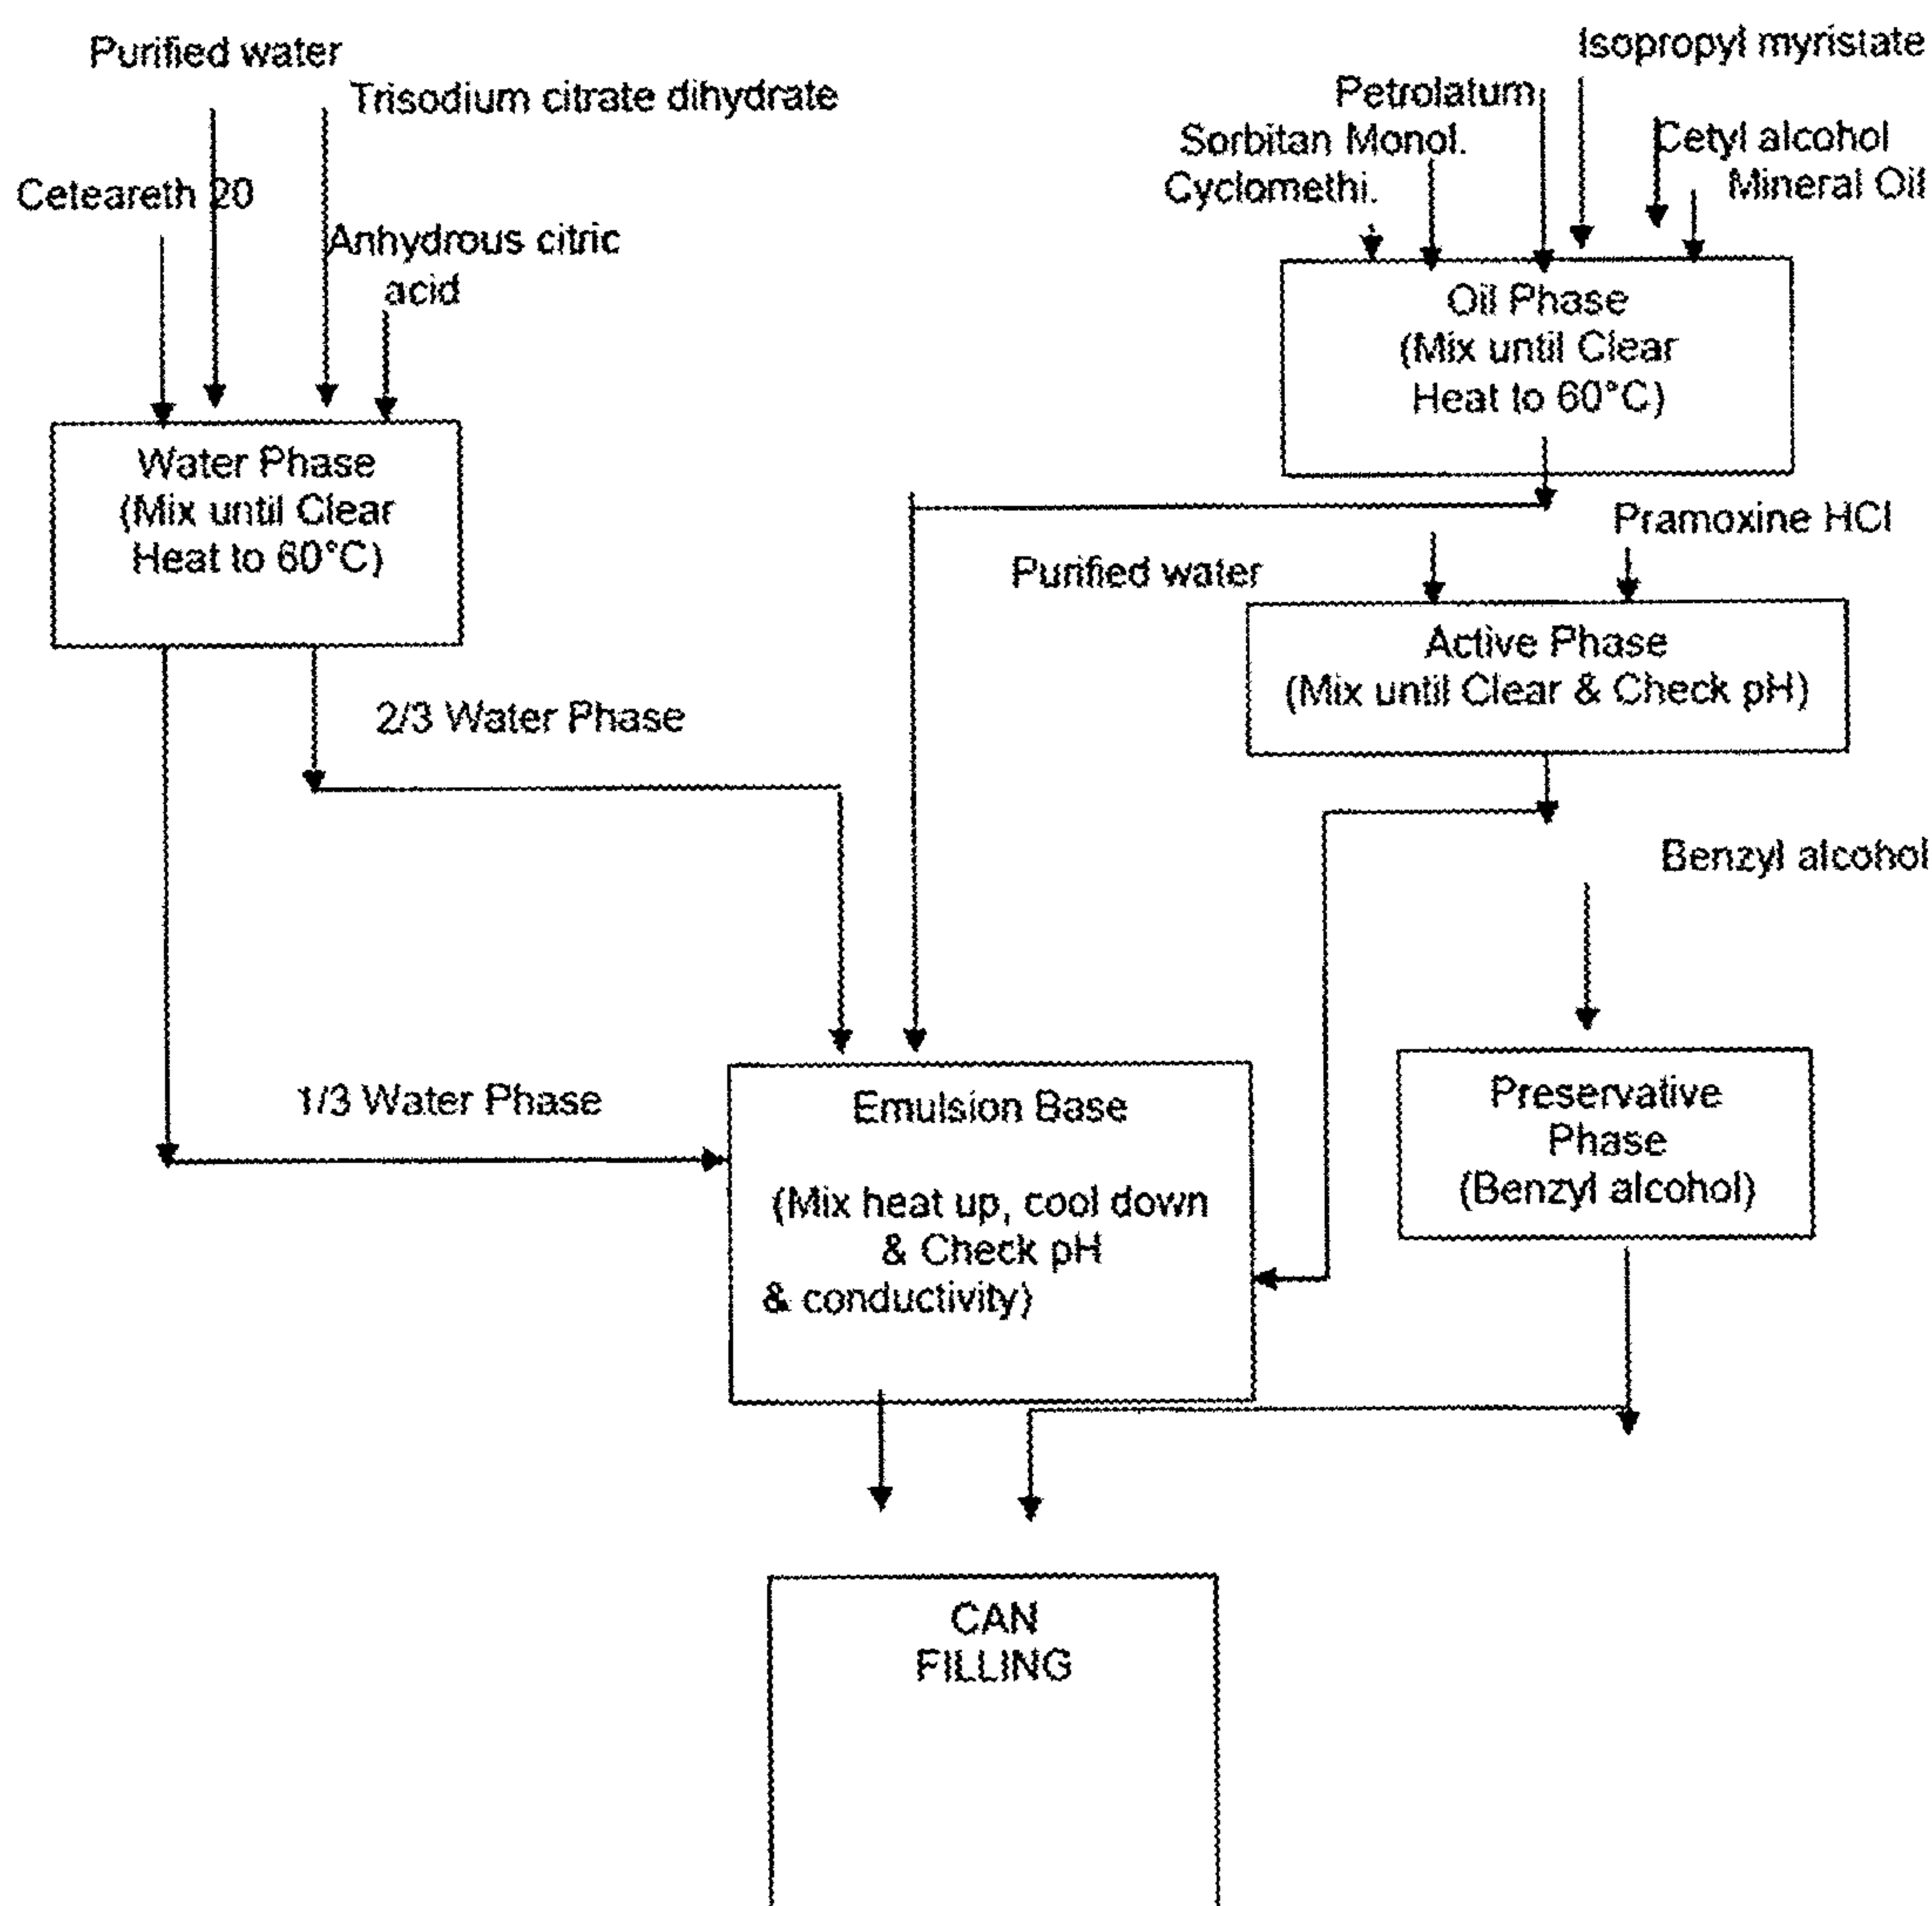 Purified water
Trisodium citrate dihydrate
Ceteareth 20
Anhydrous citric
acid
Water Phase
(Mix until Clear
Heat to 60°C)
Isopropyl myristate
Petrolatum
Sorbitan Monol.
Cyclomethi.
Cetyl alcohol
Mineral Oil
Oil Phase
(Mix until Clear
Heat to 60°C)
Pramoxine HCl
Purified water
Active Phase
(Mix until Clear & Check pH)
2/3 Water Phase
Benzyl alcohol
1/3 Water Phase
Emulsion Base
(Mix heat up, cool down
& Check pH
& conductivity)
Preservative
Phase
(Benzyl alcohol)
CAN
FILLING